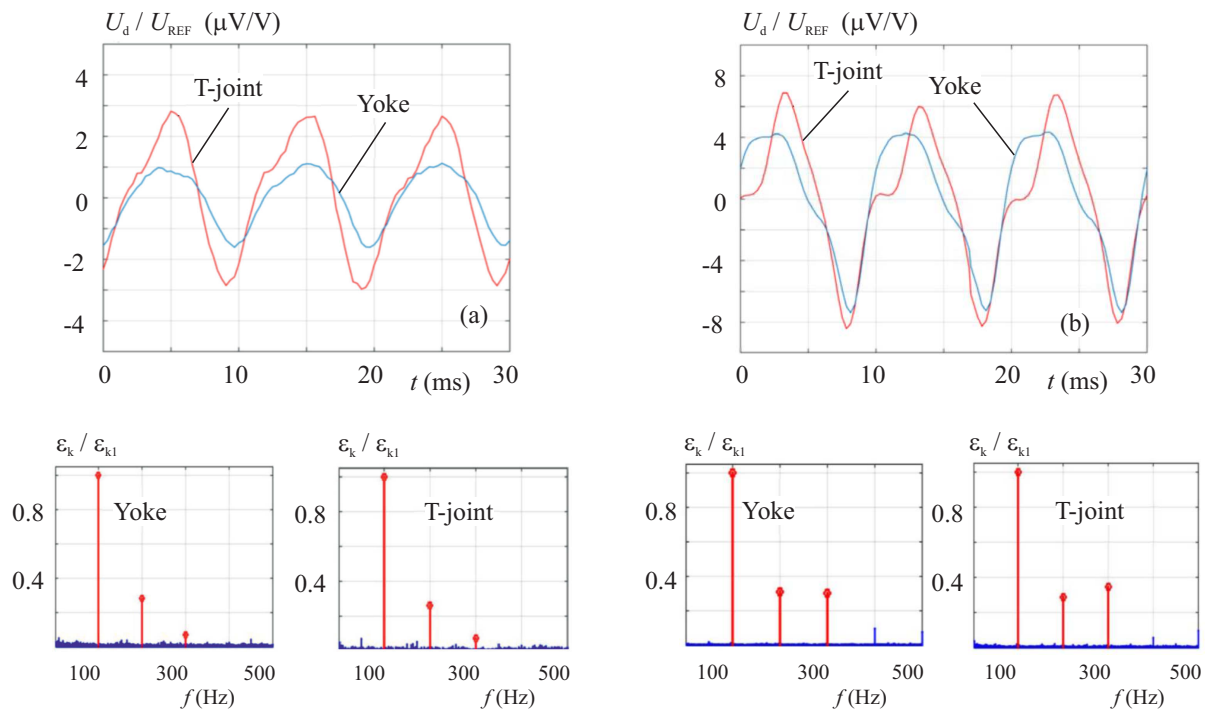 U_d / U_REF (μV/V)
4
2
0
-2
-4
T-joint
Yoke
(a)
0 10 20 30
t (ms)
U_d / U_REF (μV/V)
8
4
0
-4
-8
T-joint
Yoke
(b)
0 10 20 30
t (ms)
ε_k / ε_k1
0.8
0.4
Yoke
100 300 500
f (Hz)
ε_k / ε_k1
0.8
0.4
T-joint
100 300 500
f (Hz)
ε_k / ε_k1
0.8
0.4
Yoke
100 300 500
f (Hz)
ε_k / ε_k1
0.8
0.4
T-joint
100 300 500
f (Hz)